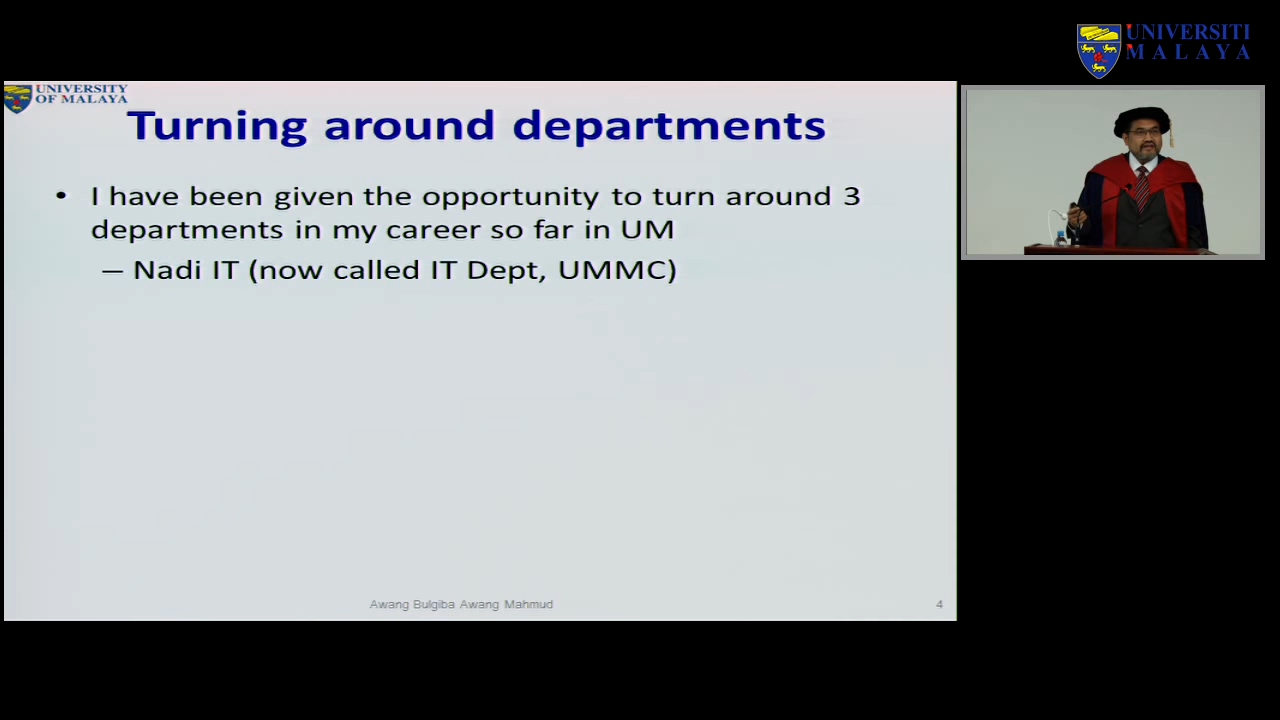 UNIVERSITI
MALAYA
UNIVERSITY
OF MALAYA
Turning around departments
• I have been given the opportunity to turn around 3
departments in my career so far in UM
– Nadi IT (now called IT Dept, UMMC)
Awang Bulgiba Awang Mahmud
4